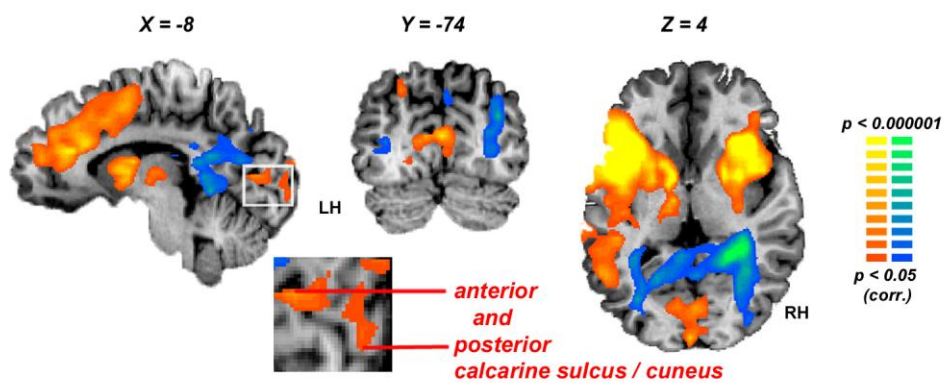 X = -8
Y = -74
Z = 4
p < 0.000001
LH
p < 0.05
(corr.)
RH
anterior
and
posterior
calcarine sulcus / cuneus